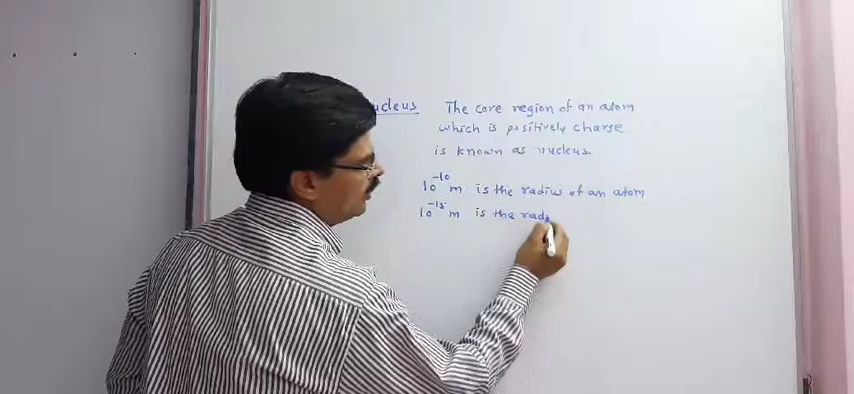 ucleus The core region of an atom
which is positively charge
is known as nucleus.
10⁻¹⁰ m is the radius of an atom
10⁻¹⁵ m is the rad